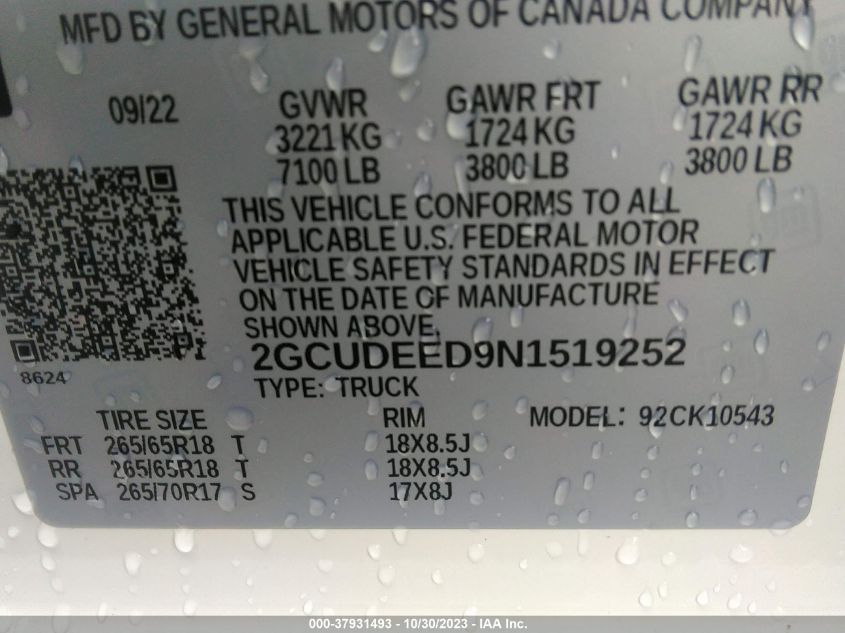 MFD BY GENERAL MOTORS OF CANADA COMPANY
09/22 GVWR GAWR FRT GAWR RR
3221 KG 1724 KG 1724 KG
7100 LB 3800 LB 3800 LB
THIS VEHICLE CONFORMS TO ALL
APPLICABLE U.S. FEDERAL MOTOR
VEHICLE SAFETY STANDARDS IN EFFECT
ON THE DATE OF MANUFACTURE
SHOWN ABOVE.
2GCUDEED9N1519252
8624
TYPE: TRUCK
TIRE SIZE RIM MODEL: 92CK10543
FRT 265/65R18 T 18X8.5J
RR 265/65R18 T 18X8.5J
SPA 265/70R17 S 17X8J
000-37931493 - 10/30/2023 - IAA Inc.